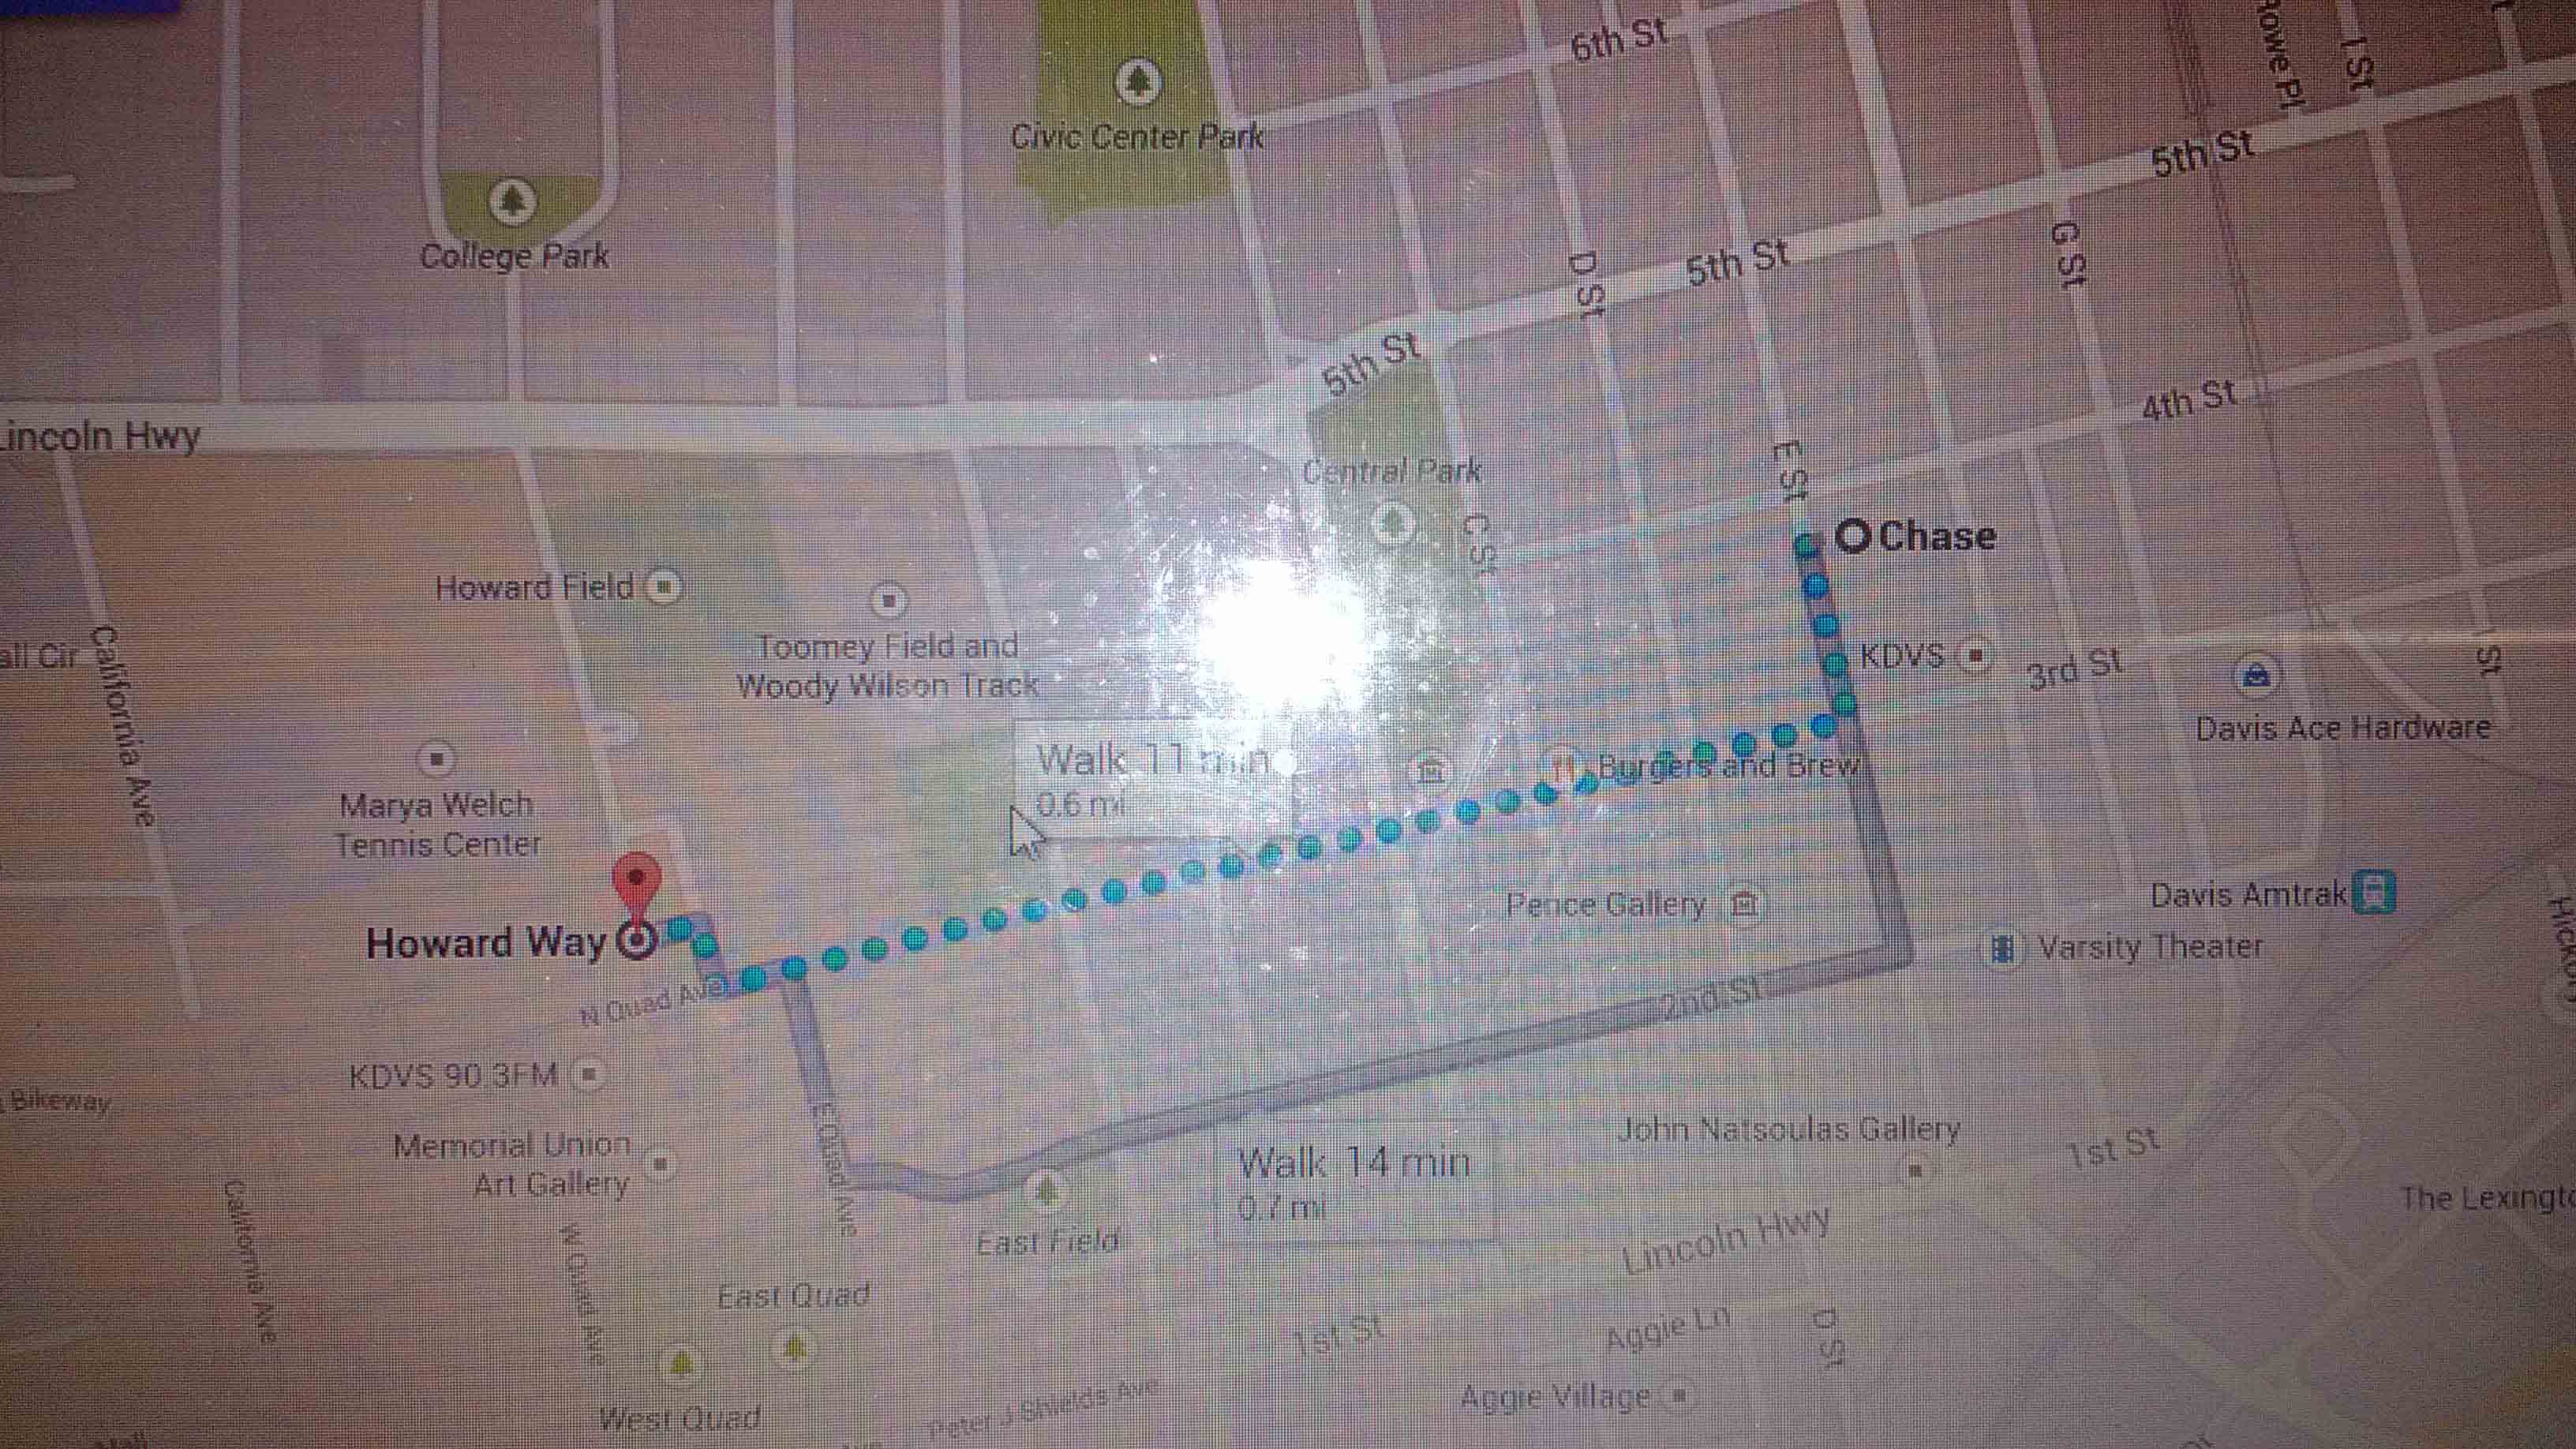 6th St
Rowe Pl
I St
Civic Center Park
5th St
College Park
G St
5th St
D St
5th St
4th St
Lincoln Hwy
Central Park
E St
C St
Chase
Howard Field
Toomey Field and
Woody Wilson Track
California Ave
all Cir
KDVS
3rd St
I St
Davis Ace Hardware
Walk 11 min
0.6 mi
Burgers and Brew
Marya Welch
Tennis Center
Howard Way
Pence Gallery
Davis Amtrak
Varsity Theater
N Quad Ave
2nd St
KDVS 90.3FM
Bikeway
E Quad Ave
Memorial Union
Art Gallery
John Natsoulas Gallery
1st St
Walk 14 min
0.7 mi
The Lexingto
California Ave
W Quad Ave
East Field
Lincoln Hwy
East Quad
1st St
Aggie Ln
D St
West Quad
Peter J Shields Ave
Aggie Village